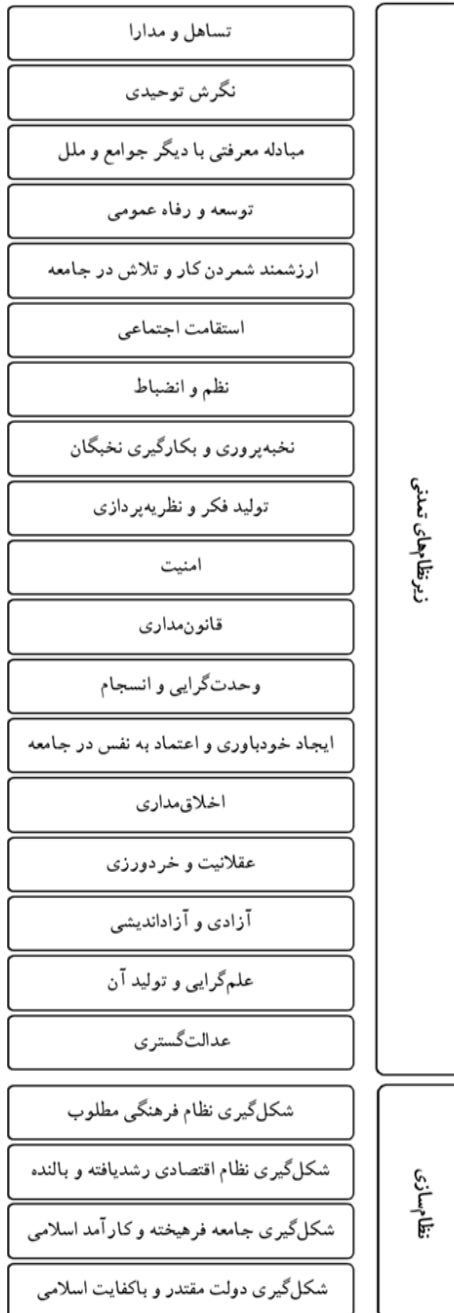 زیرنظام‌های تمدنی
تساهل و مدارا
نگرش توحیدی
مبادله معرفتی با دیگر جوامع و ملل
توسعه و رفاه عمومی
ارزشمند شمردن کار و تلاش در جامعه
استقامت اجتماعی
نظم و انضباط
نخبه‌پروری و بکارگیری نخبگان
تولید فکر و نظریه‌پردازی
امنیت
قانون‌مداری
وحدت‌گرایی و انسجام
ایجاد خودباوری و اعتماد به نفس در جامعه
اخلاق‌مداری
عقلانیت و خردورزی
آزادی و آزاداندیشی
علم‌گرایی و تولید آن
عدالت‌گستری
نظام‌سازی
شکل‌گیری نظام فرهنگی مطلوب
شکل‌گیری نظام اقتصادی رشدیافته و بالنده
شکل‌گیری جامعه فرهیخته و کارآمد اسلامی
شکل‌گیری دولت مقتدر و باکفایت اسلامی